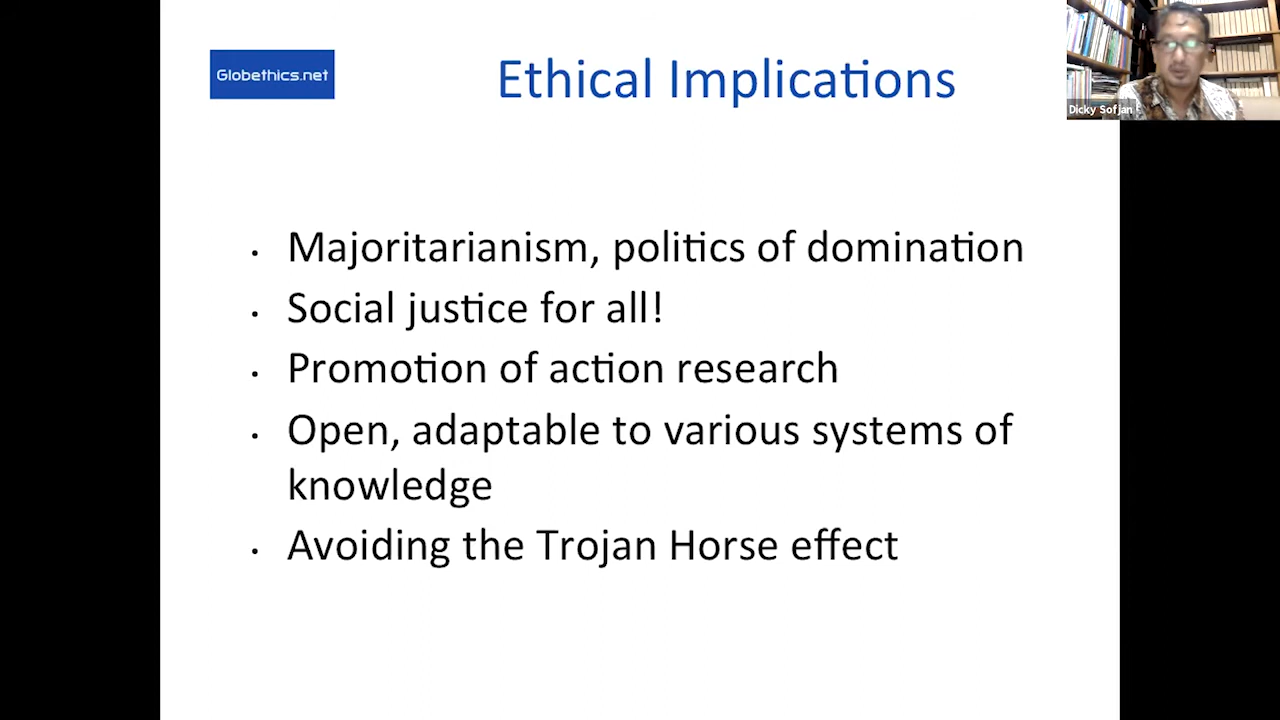 Globethics.net
Ethical Implications
Dicky Sofjan
• Majoritarianism, politics of domination
• Social justice for all!
• Promotion of action research
• Open, adaptable to various systems of
knowledge
• Avoiding the Trojan Horse effect